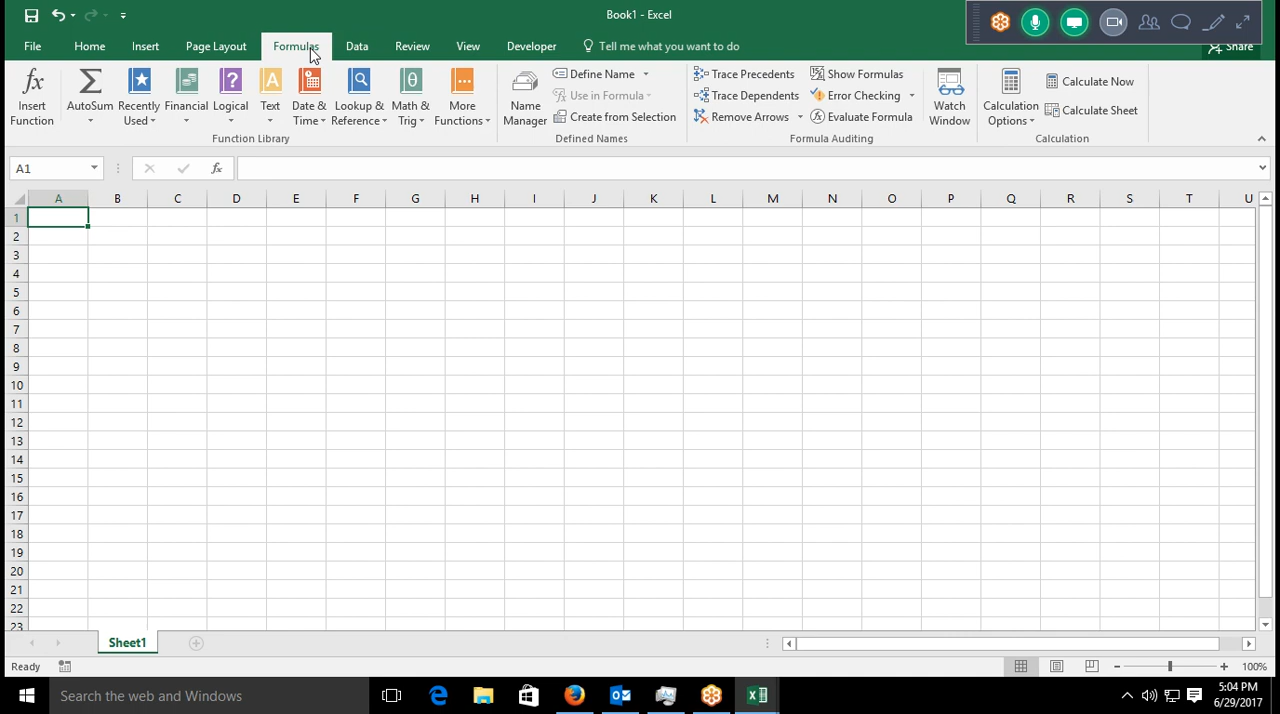 Book1 - Excel
File Home Insert Page Layout Formulas Data Review View Developer Tell me what you want to do Share
Insert Function
AutoSum
Recently Used
Financial
Logical
Text
Date & Time
Lookup & Reference
Math & Trig
More Functions
Function Library
Name Manager
Define Name
Use in Formula
Create from Selection
Defined Names
Trace Precedents
Trace Dependents
Remove Arrows
Show Formulas
Error Checking
Evaluate Formula
Formula Auditing
Watch Window
Calculation Options
Calculate Now
Calculate Sheet
Calculation
A1
fx
A B C D E F G H I J K L M N O P Q R S T U
1
2
3
4
5
6
7
8
9
10
11
12
13
14
15
16
17
18
19
20
21
22
23
Sheet1
Ready
100%
Search the web and Windows
5:04 PM
6/29/2017